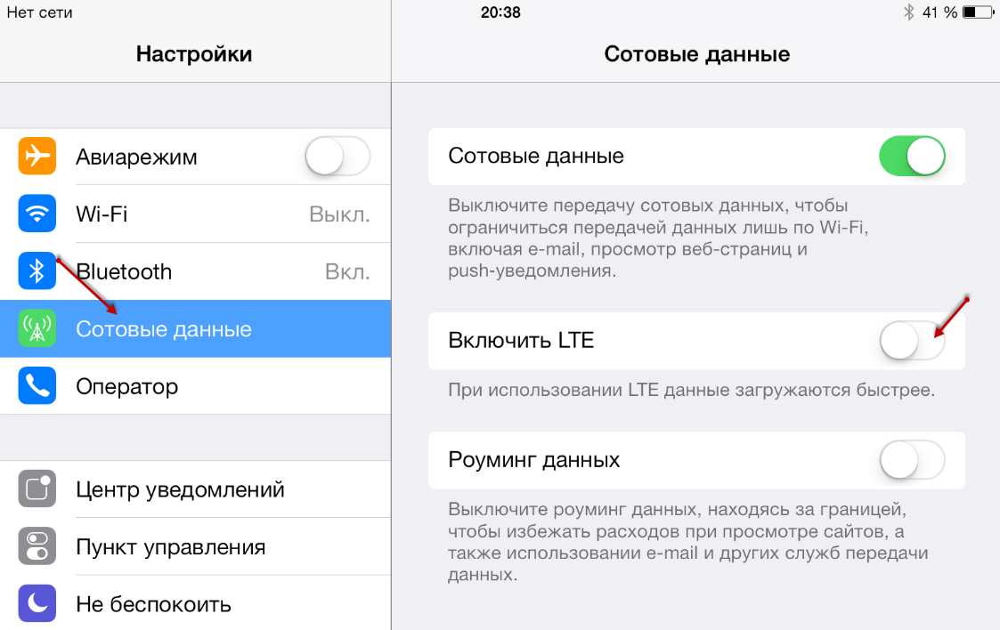 Нет сети
20:38
41 %
Настройки
Сотовые данные
Авиарежим
Wi-Fi
Выкл.
Bluetooth
Вкл.
Сотовые данные
Оператор
Центр уведомлений
Пункт управления
Не беспокоить
Сотовые данные
Выключите передачу сотовых данных, чтобы
ограничиться передачей данных лишь по Wi-Fi,
включая e-mail, просмотр веб-страниц и
push-уведомления.
Включить LTE
При использовании LTE данные загружаются быстрее.
Роуминг данных
Выключите роуминг данных, находясь за границей,
чтобы избежать расходов при просмотре сайтов, а
также использовании e-mail и других служб передачи
данных.